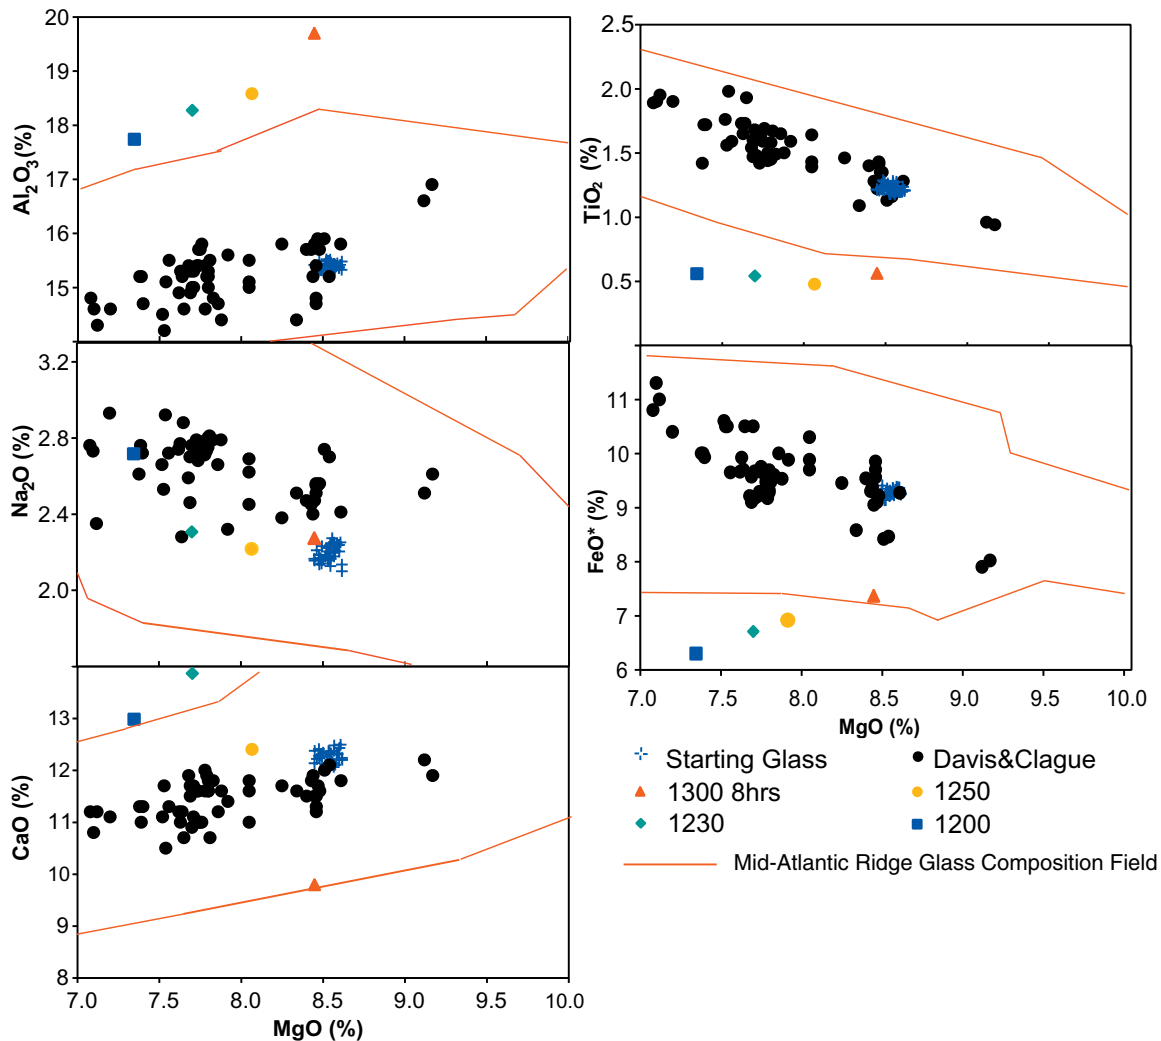 20
19
18
17
16
15
Al2O3 (%)
3.2
2.8
2.4
2.0
Na2O (%)
13
12
11
10
9
8
CaO (%)
7.0 7.5 8.0 8.5 9.0 9.5 10.0
MgO (%)
2.5
2.0
1.5
1.0
0.5
TiO2 (%)
11
10
9
8
7
6
FeO* (%)
7.0 7.5 8.0 8.5 9.0 9.5 10.0
MgO (%)
Starting Glass Davis&Clague
1300 8hrs 1250
1230 1200
Mid-Atlantic Ridge Glass Composition Field